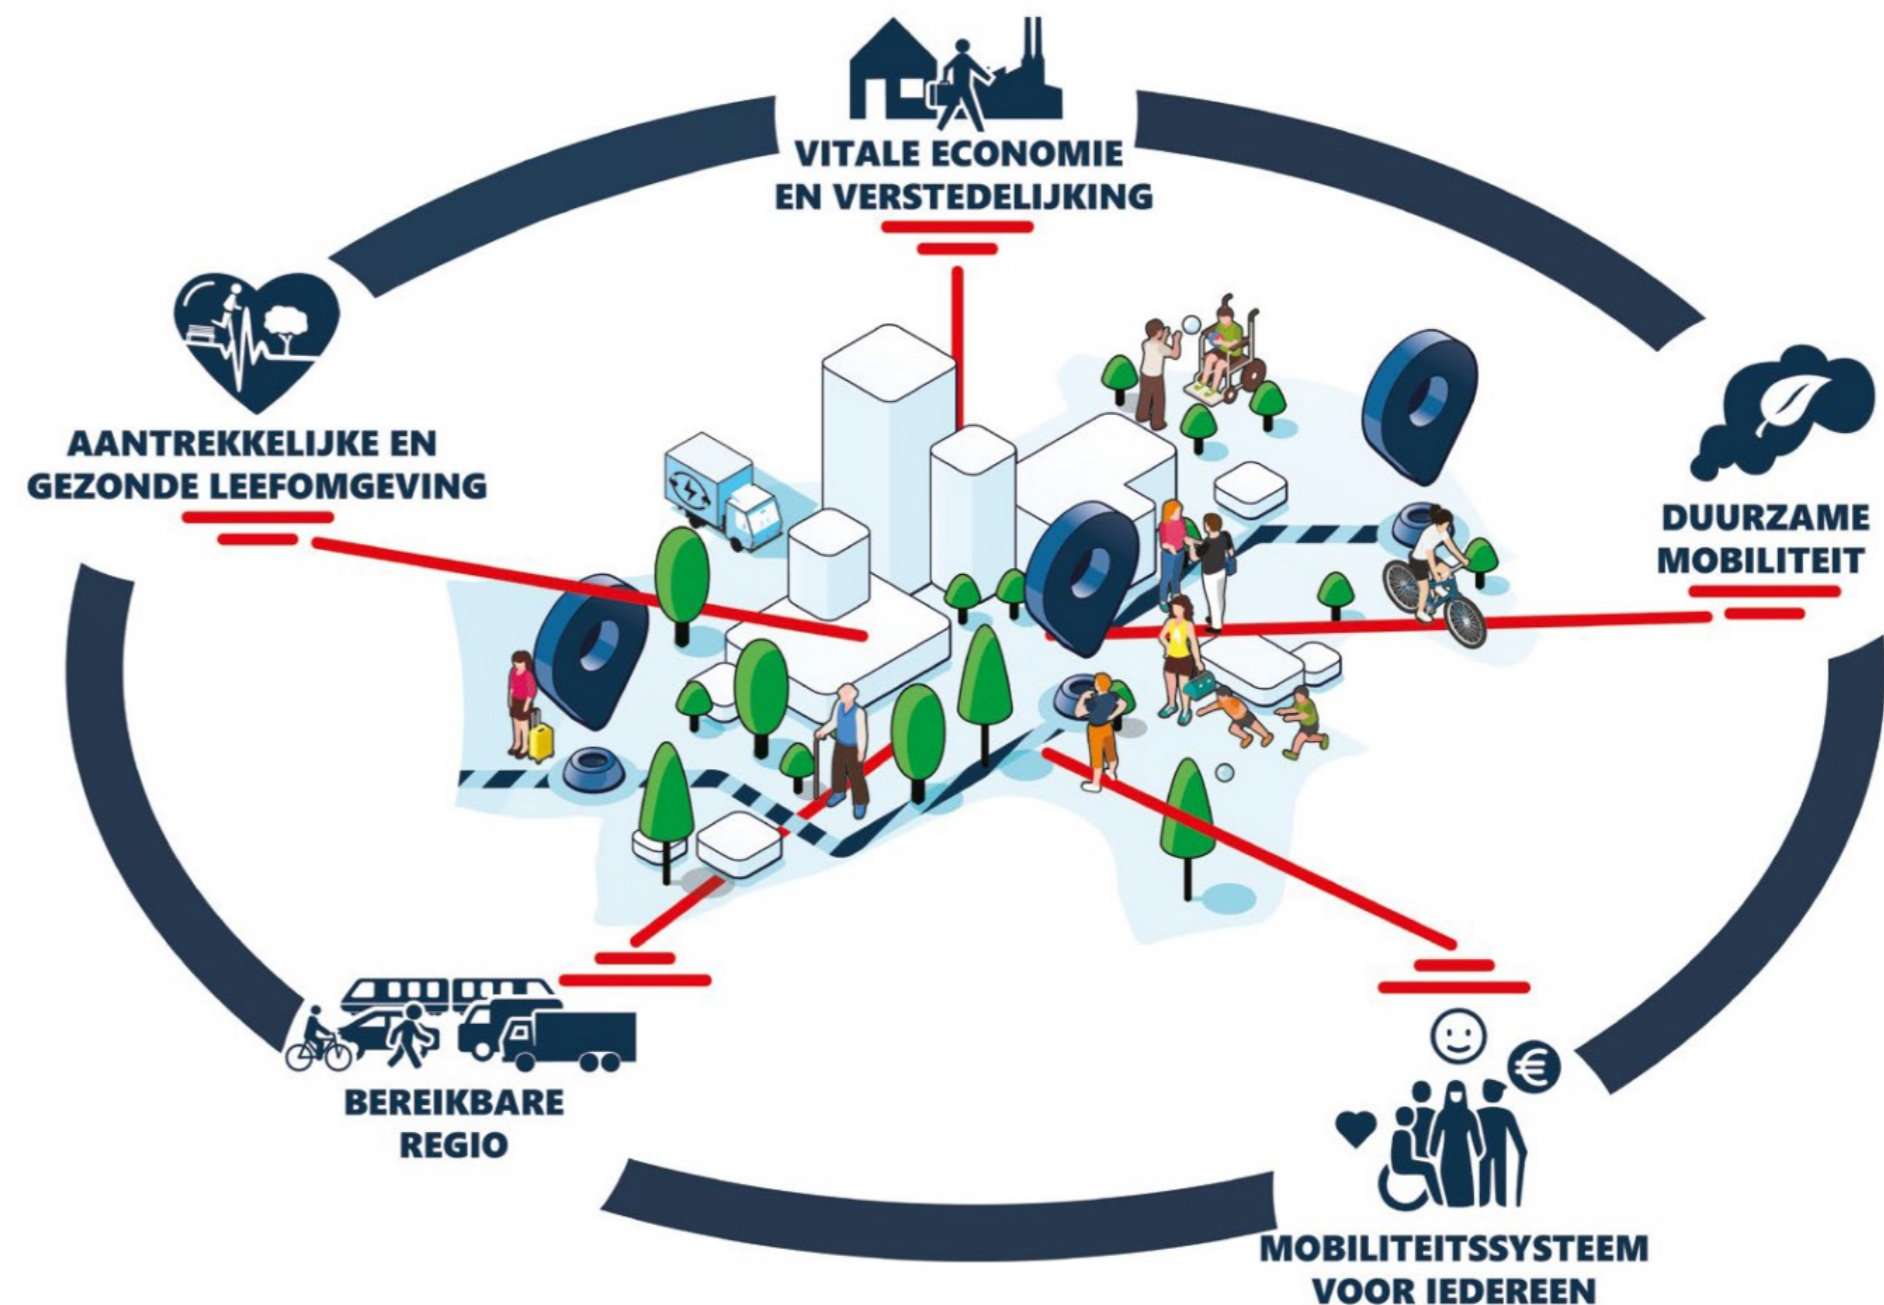 VITALE ECONOMIE
EN VERSTEDELIJKING
AANTREKKELIJKE EN
GEZONDE LEEFOMGEVING
DUURZAME
MOBILITEIT
BEREIKBARE
REGIO
€
MOBILITEITSSYSTEEM
VOOR IEDEREEN